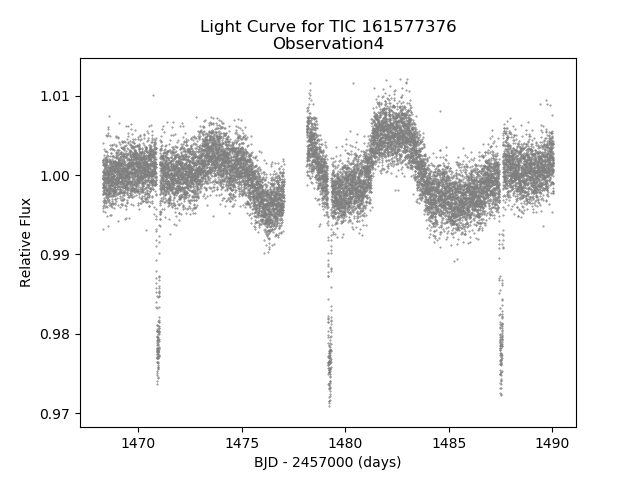 Light Curve for TIC 161577376
Observation4
1.01
1.00
0.99
0.98
0.97
Relative Flux
1470
1475
1480
1485
1490
BJD - 2457000 (days)